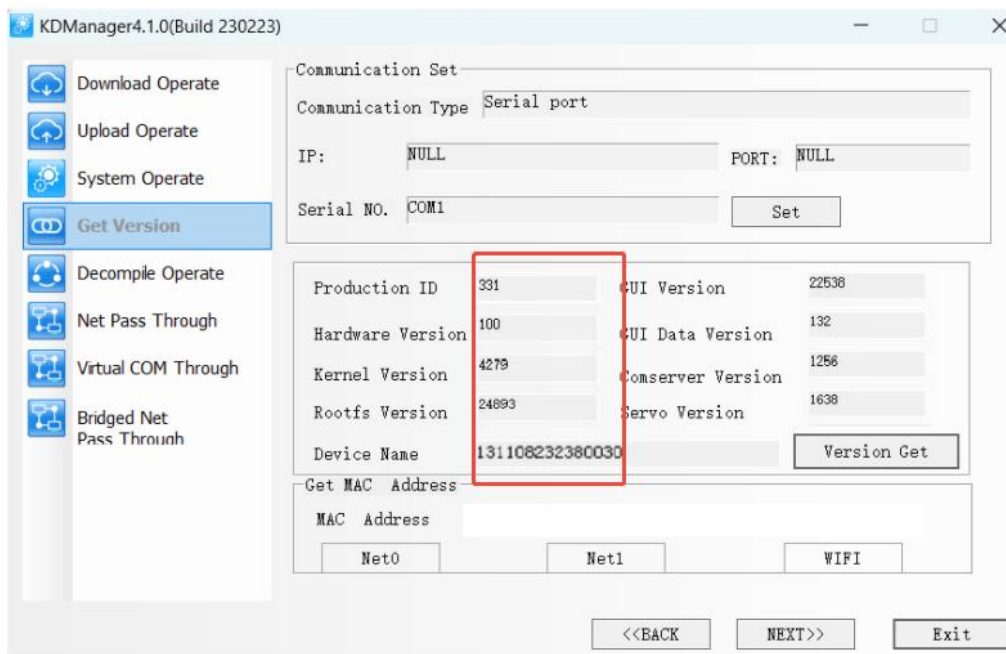 KDManager4.1.0(Build 230223)
Download Operate
Upload Operate
System Operate
Get Version
Decompile Operate
Net Pass Through
Virtual COM Through
Bridged Net
Pass Through
Communication Set
Communication Type Serial port
IP: NULL PORT: NULL
Serial NO. COM1 Set
Production ID 331 GUI Version 22538
Hardware Version 100 GUI Data Version 132
Kernel Version 4279 Comserver Version 1256
Rootfs Version 24893 Servo Version 1638
Device Name 131108232380030 Version Get
Get MAC Address
MAC Address
Net0 Net1 WIFI
<<BACK NEXT>> Exit